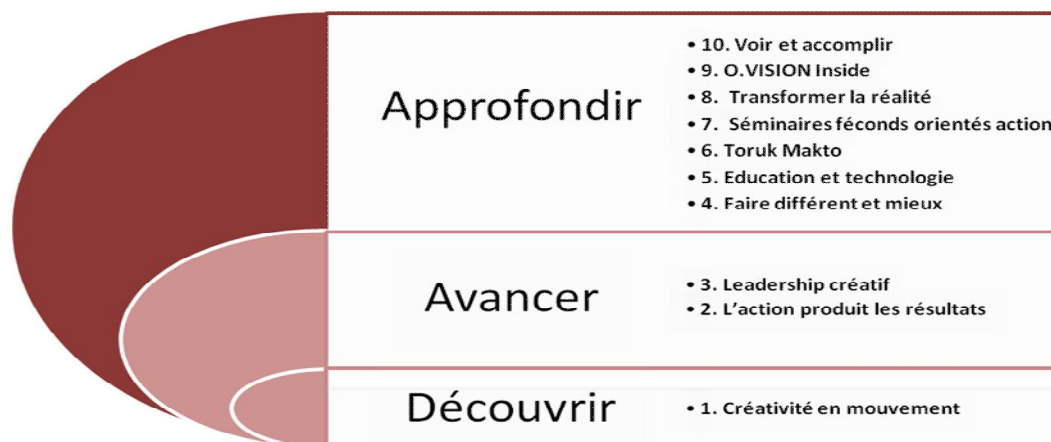 Approfondir
• 10. Voir et accomplir
• 9. O.VISION Inside
• 8. Transformer la réalité
• 7. Séminaires féconds orientés action
• 6. Toruk Makto
• 5. Education et technologie
• 4. Faire différent et mieux
Avancer
• 3. Leadership créatif
• 2. L’action produit les résultats
Découvrir
• 1. Créativité en mouvement